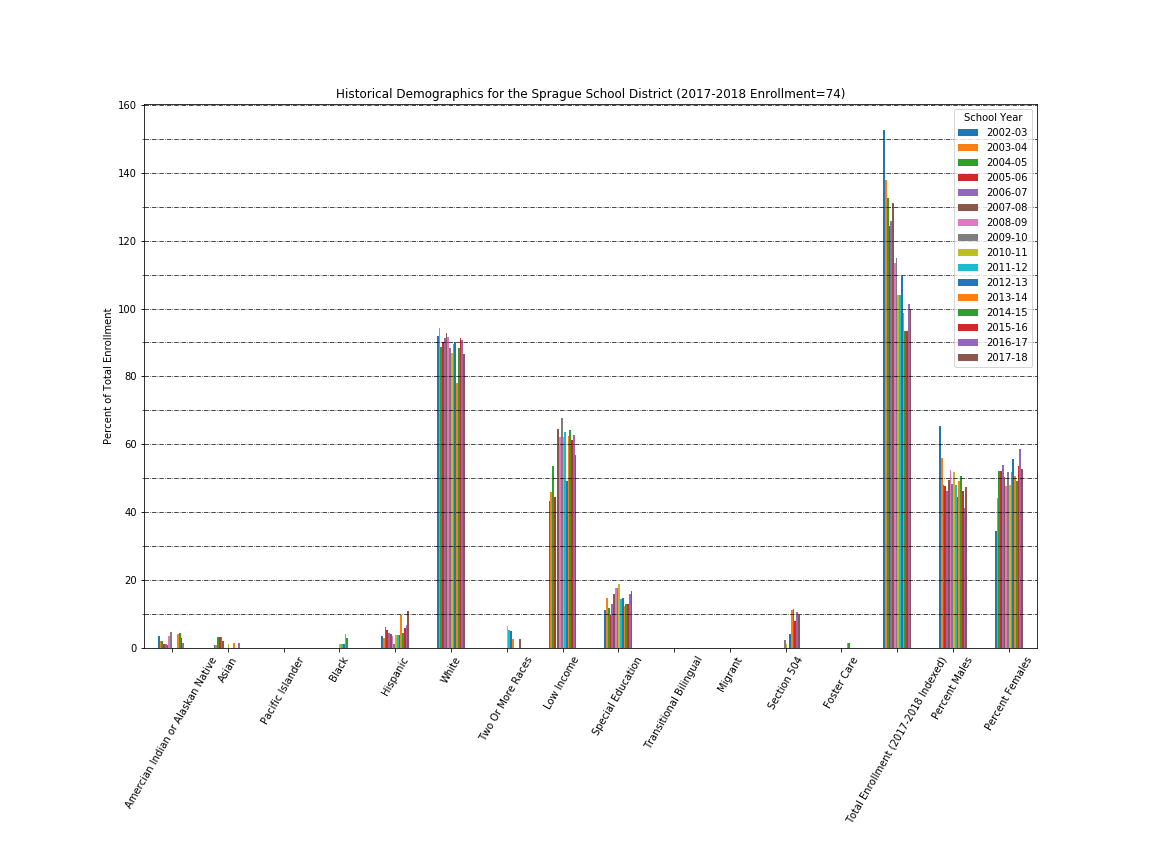 Historical Demographics for the Sprague School District (2017-2018 Enrollment=74)
Percent of Total Enrollment
160
140
120
100
80
60
40
20
0
School Year
2002-03
2003-04
2004-05
2005-06
2006-07
2007-08
2008-09
2009-10
2010-11
2011-12
2012-13
2013-14
2014-15
2015-16
2016-17
2017-18
Amercian Indian or Alaskan Native
Asian
Pacific Islander
Black
Hispanic
White
Two Or More Races
Low Income
Special Education
Transitional Bilingual
Migrant
Section 504
Foster Care
Total Enrollment (2017-2018 Indexed)
Percent Males
Percent Females